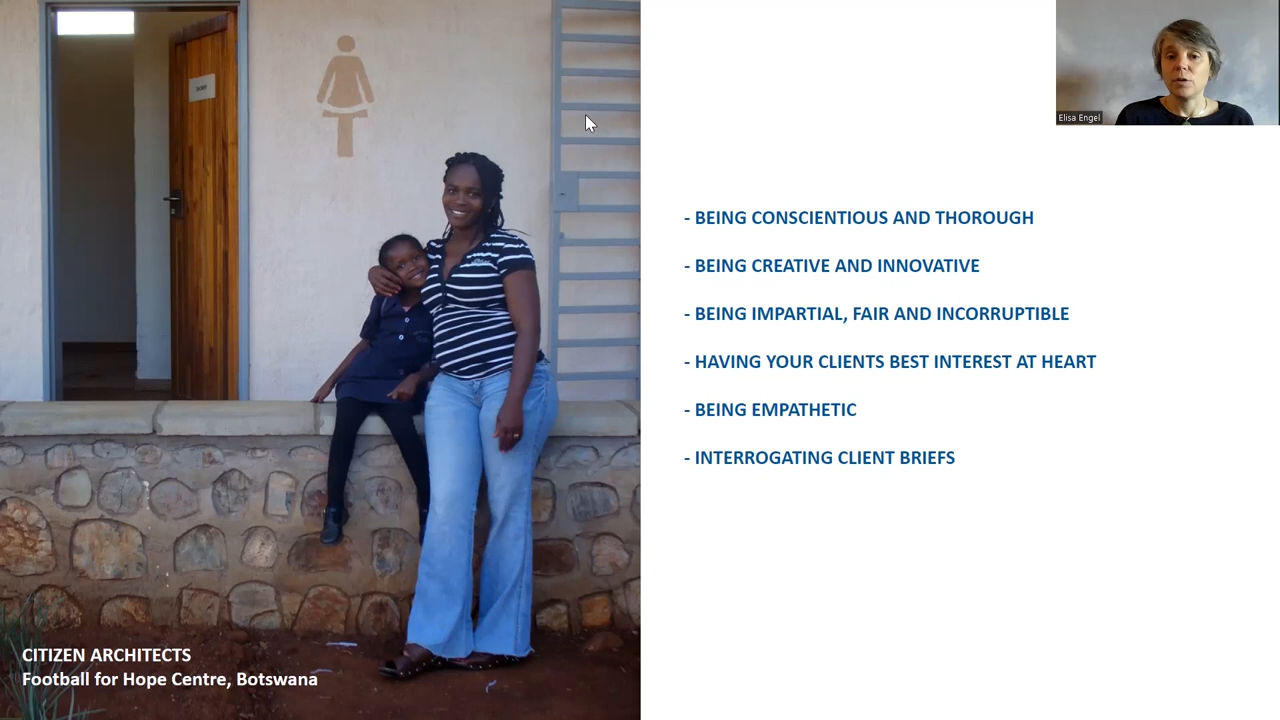 Elisa Engel
- BEING CONSCIENTIOUS AND THOROUGH
- BEING CREATIVE AND INNOVATIVE
- BEING IMPARTIAL, FAIR AND INCORRUPTIBLE
- HAVING YOUR CLIENTS BEST INTEREST AT HEART
- BEING EMPATHETIC
- INTERROGATING CLIENT BRIEFS
CITIZEN ARCHITECTS
Football for Hope Centre, Botswana